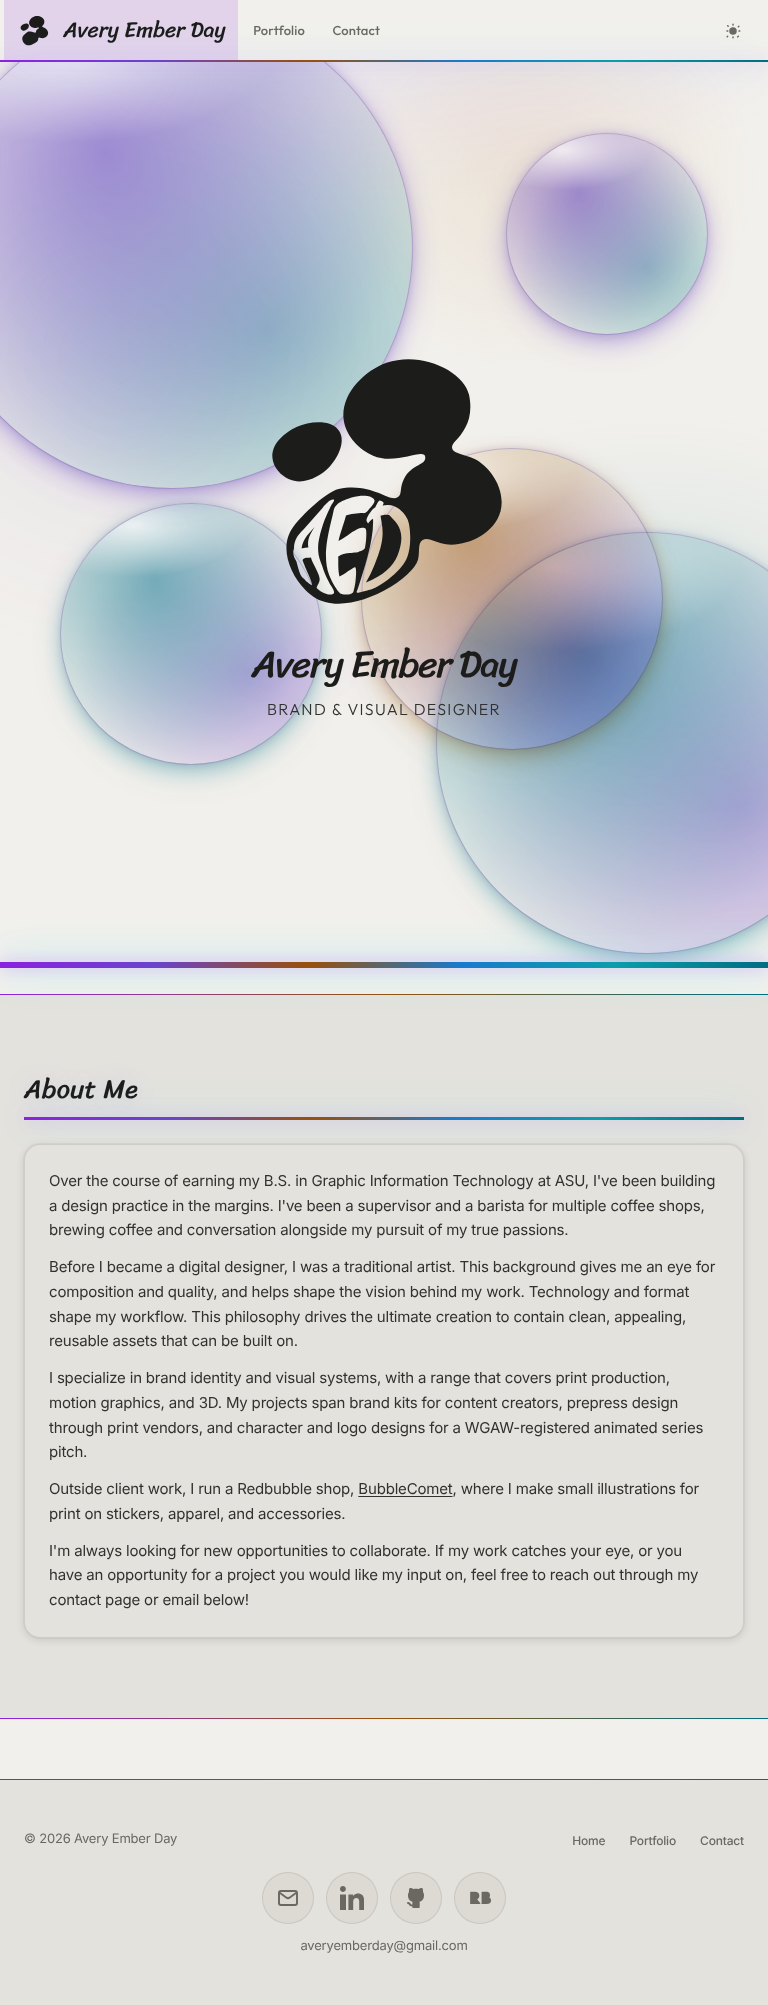 Avery Ember Day Portfolio Contact
AED
Avery Ember Day
BRAND & VISUAL DESIGNER
About Me
Over the course of earning my B.S. in Graphic Information Technology at ASU, I've been building
a design practice in the margins. I've been a supervisor and a barista for multiple coffee shops,
brewing coffee and conversation alongside my pursuit of my true passions.
Before I became a digital designer, I was a traditional artist. This background gives me an eye for
composition and quality, and helps shape the vision behind my work. Technology and format
shape my workflow. This philosophy drives the ultimate creation to contain clean, appealing,
reusable assets that can be built on.
I specialize in brand identity and visual systems, with a range that covers print production,
motion graphics, and 3D. My projects span brand kits for content creators, prepress design
through print vendors, and character and logo designs for a WGAW-registered animated series
pitch.
Outside client work, I run a Redbubble shop, BubbleComet, where I make small illustrations for
print on stickers, apparel, and accessories.
I'm always looking for new opportunities to collaborate. If my work catches your eye, or you
have an opportunity for a project you would like my input on, feel free to reach out through my
contact page or email below!
© 2026 Avery Ember Day Home Portfolio Contact
in RB
averyemberday@gmail.com